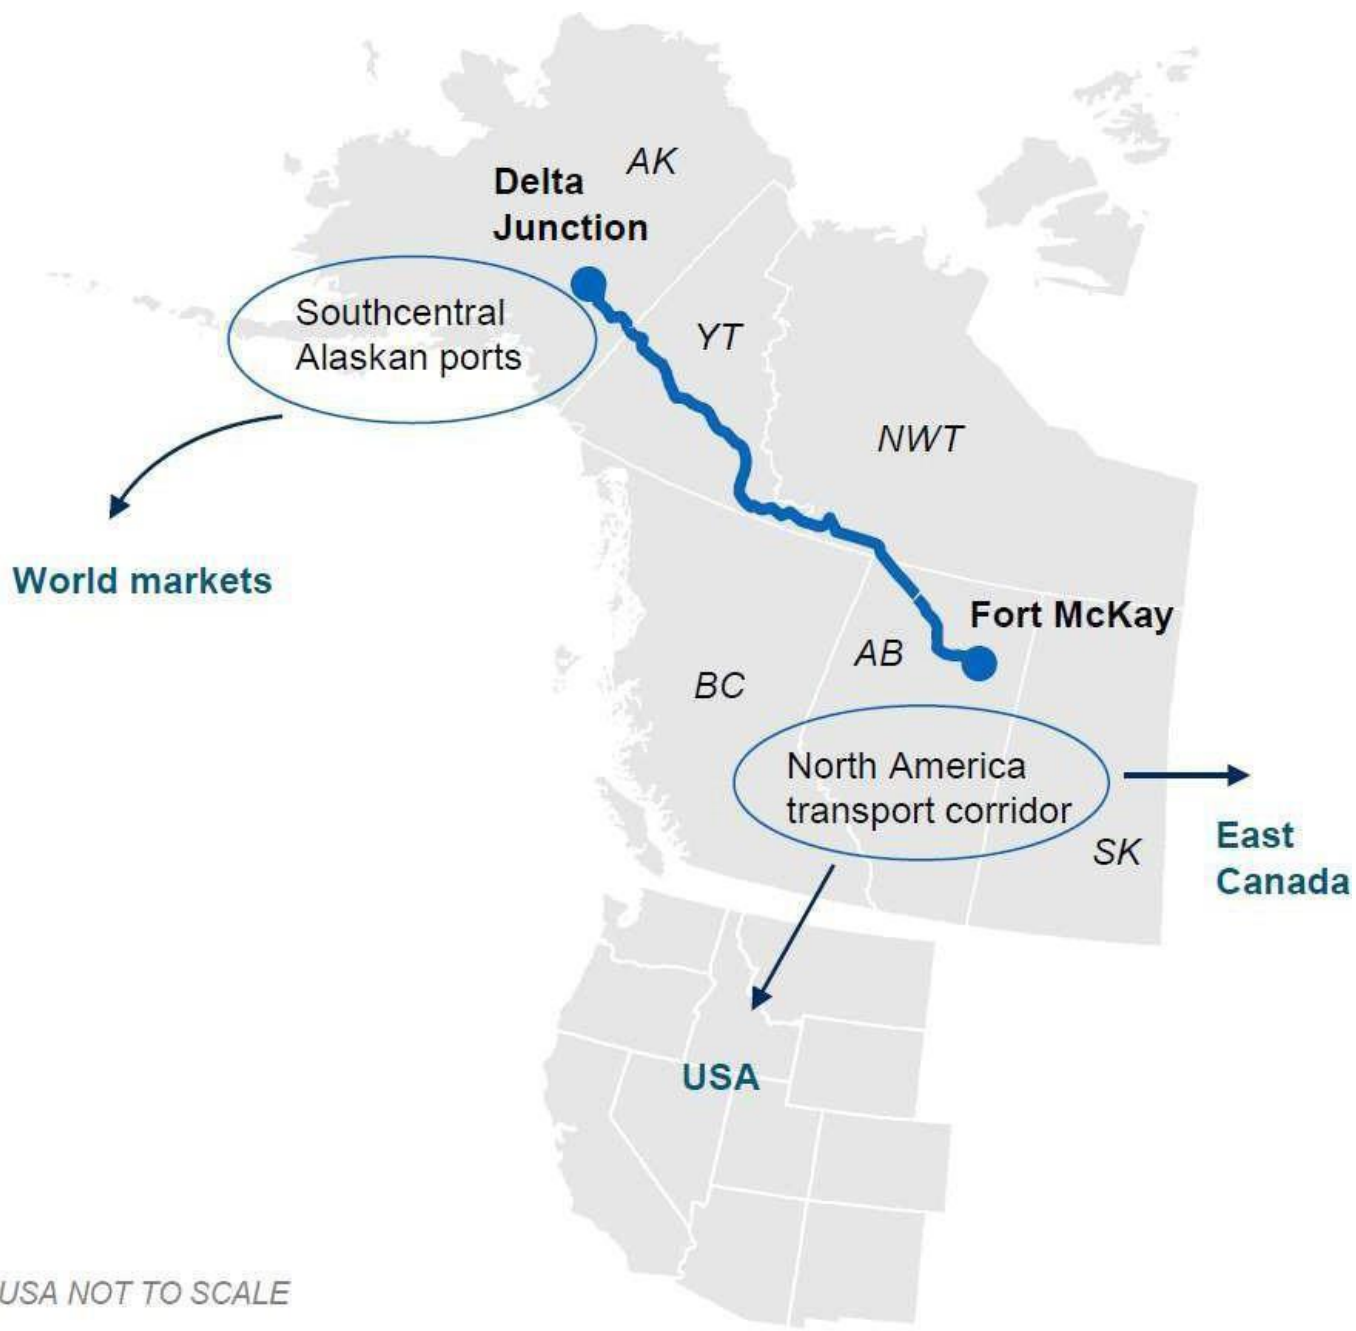 AK
Delta
Junction
Southcentral
Alaskan ports
YT
NWT
World markets
Fort McKay
AB
BC
North America
transport corridor
SK
East
Canada
USA
USA NOT TO SCALE